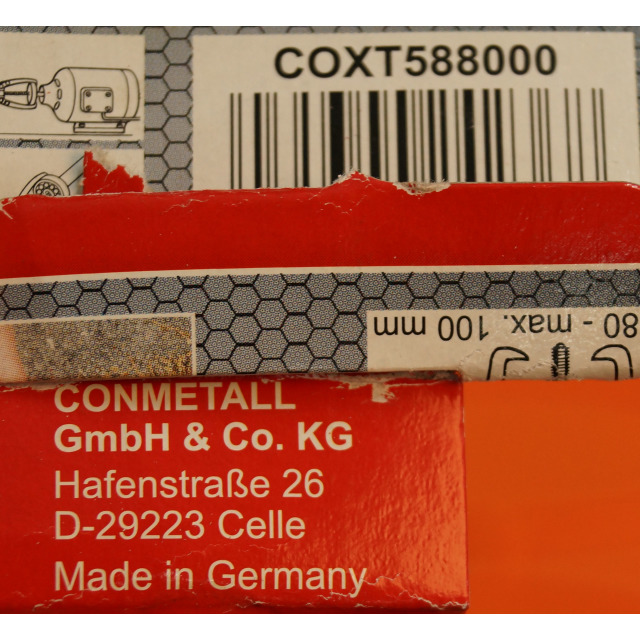 COXT588000
80 - max. 100 mm
CONMETALL
GmbH & Co. KG
Hafenstraße 26
D-29223 Celle
Made in Germany